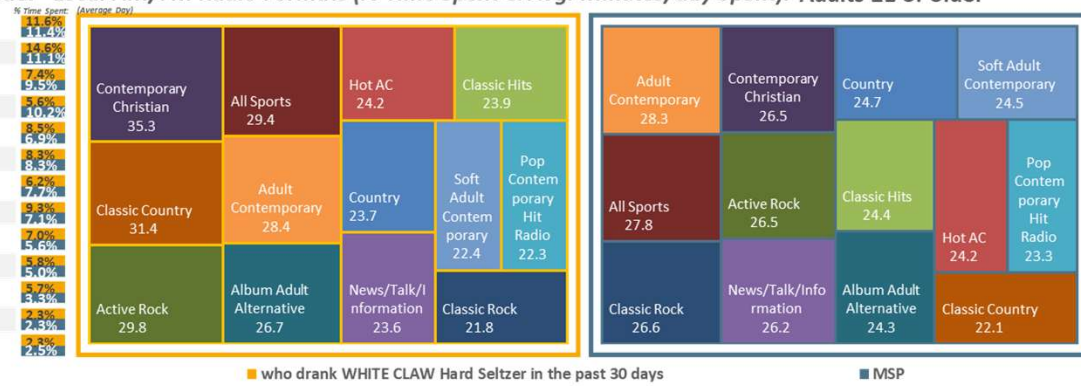 Adults 21 or Older
% Time Spent: (Average Day)
11.6%
11.4%
14.6%
11.1%
7.4%
9.5%
5.6%
10.2%
8.5%
6.9%
8.3%
8.3%
6.2%
7.7%
9.3%
7.1%
7.0%
5.6%
5.8%
5.0%
5.7%
3.3%
2.3%
2.3%
2.3%
2.5%
Contemporary
Christian
35.3
All Sports
29.4
Hot AC
24.2
Classic Hits
23.9
Classic Country
31.4
Adult
Contemporary
28.4
Country
23.7
Soft
Adult
Contem
porary
22.4
Pop
Contem
porary
Hit
Radio
22.3
Active Rock
29.8
Album Adult
Alternative
26.7
News/Talk/I
nformation
23.6
Classic Rock
21.8
Adult
Contemporary
28.3
Contemporary
Christian
26.5
Country
24.7
Soft Adult
Contemporary
24.5
All Sports
27.8
Active Rock
26.5
Classic Hits
24.4
Hot AC
24.2
Pop
Contem
porary
Hit
Radio
23.3
Classic Rock
26.6
News/Talk/Info
rmation
26.2
Album Adult
Alternative
24.3
Classic Country
22.1
who drank WHITE CLAW Hard Seltzer in the past 30 days
MSP